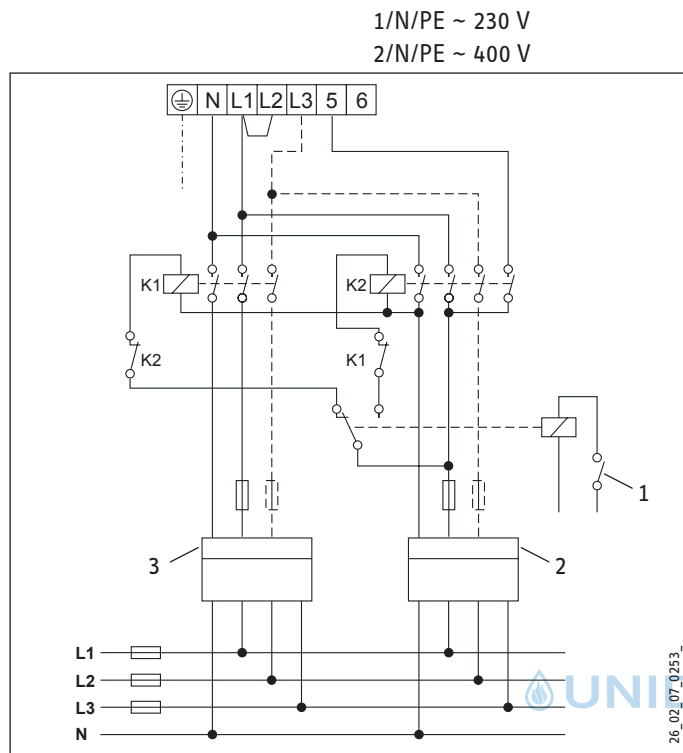 1/N/PE ~ 230 V
2/N/PE ~ 400 V
N L1 L2 L3 5 6
K1
K2
K2
K1
1
3
2
L1
L2
L3
N
UNI
26_02_07_0253_